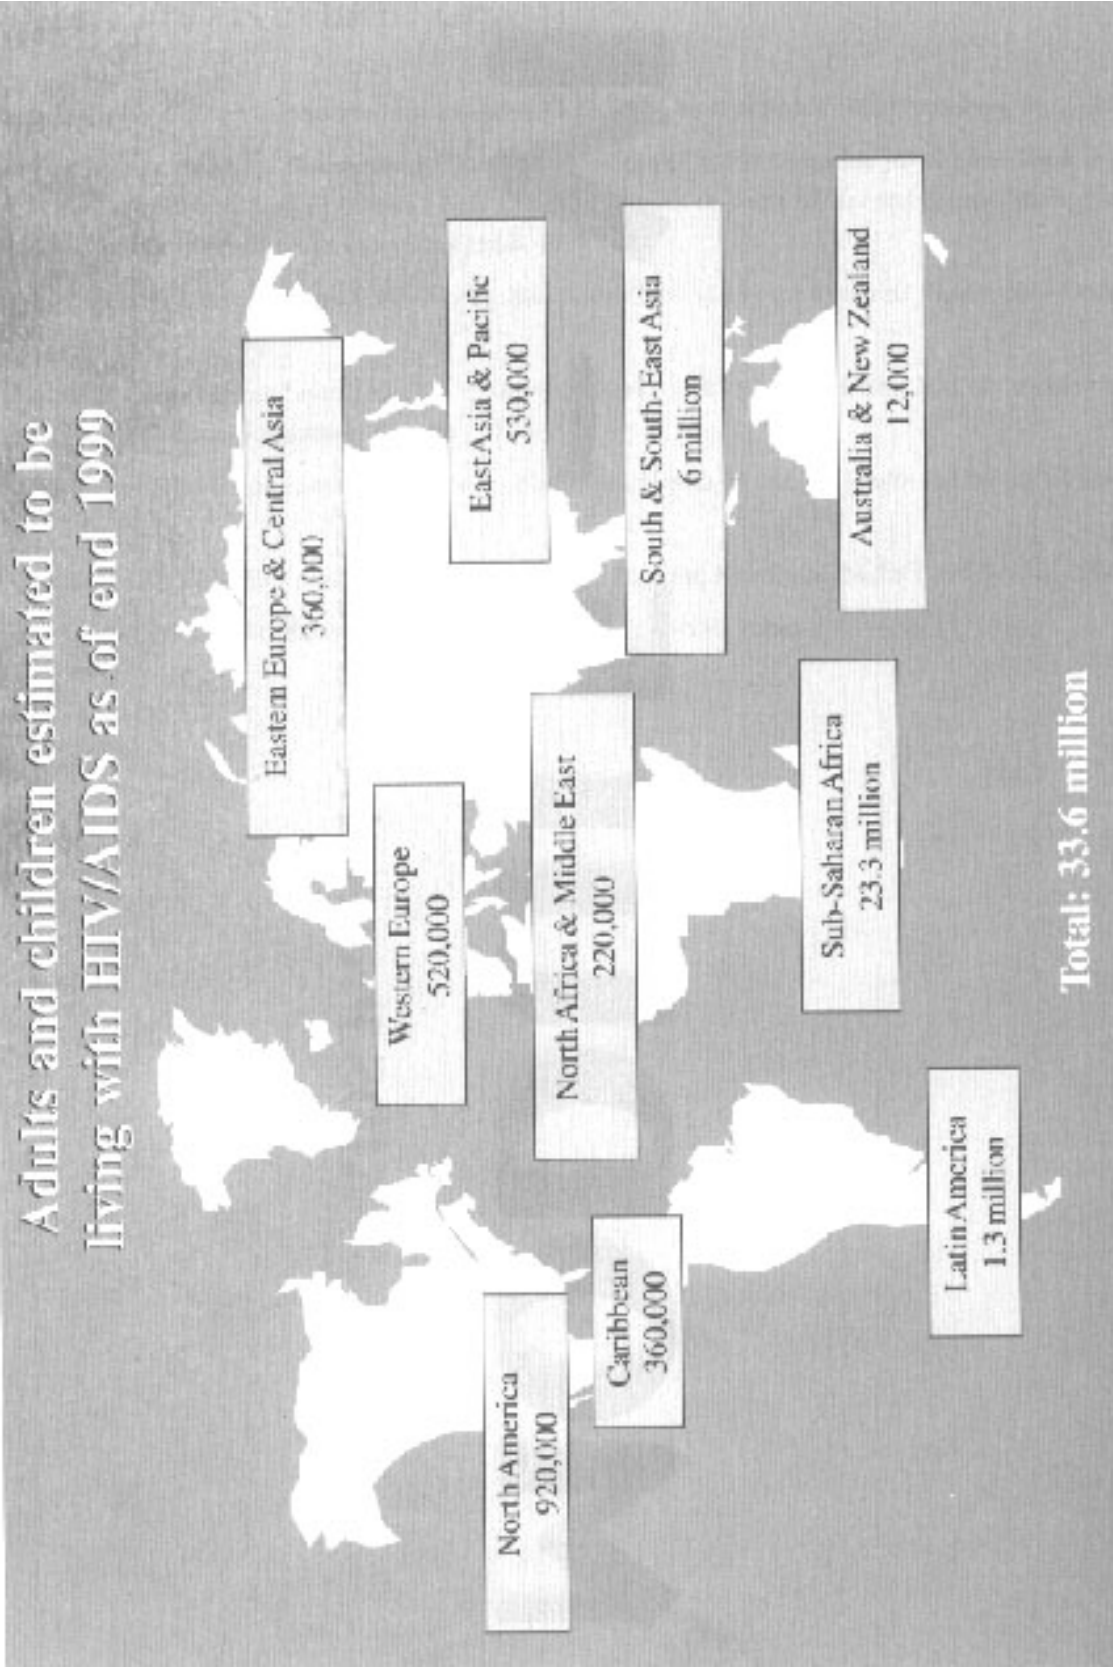 Adults and children estimated to be
living with HIV/AIDS as of end 1999
Eastern Europe & Central Asia
360,000
Western Europe
520,000
East Asia & Pacific
530,000
North America
920,000
North Africa & Middle East
220,000
Caribbean
360,000
South & South-East Asia
6 million
Sub-Saharan Africa
23.3 million
Australia & New Zealand
12,000
Latin America
1.3 million
Total: 33.6 million